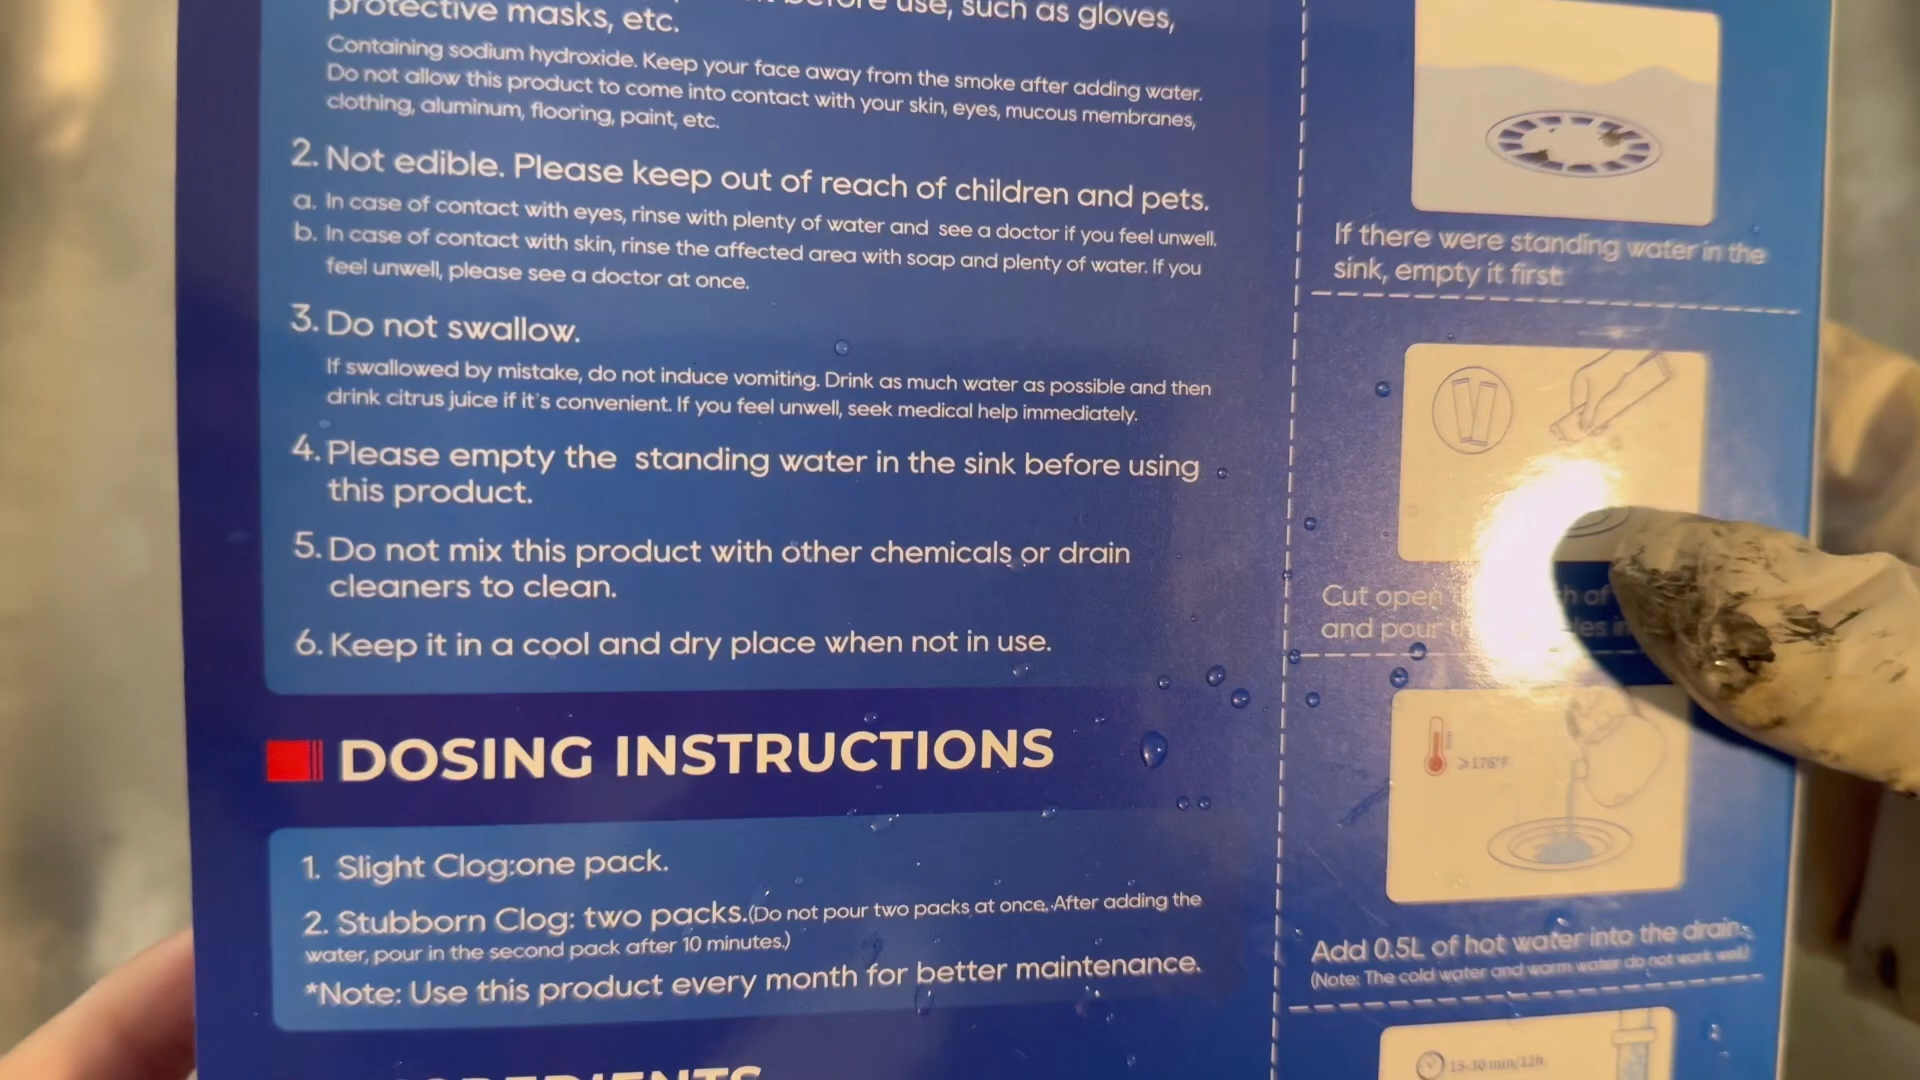 before use, such as gloves,
protective masks, etc.
Containing sodium hydroxide. Keep your face away from the smoke after adding water.
Do not allow this product to come into contact with your skin, eyes, mucous membranes,
clothing, aluminum, flooring, paint, etc.
2. Not edible. Please keep out of reach of children and pets.
a. In case of contact with eyes, rinse with plenty of water and see a doctor if you feel unwell.
b. In case of contact with skin, rinse the affected area with soap and plenty of water. If you
feel unwell, please see a doctor at once.
3. Do not swallow.
If swallowed by mistake, do not induce vomiting. Drink as much water as possible and then
drink citrus juice if it's convenient. If you feel unwell, seek medical help immediately.
4. Please empty the standing water in the sink before using
this product.
5. Do not mix this product with other chemicals or drain
cleaners to clean.
6. Keep it in a cool and dry place when not in use.
DOSING INSTRUCTIONS
1. Slight Clog:one pack.
2. Stubborn Clog: two packs.(Do not pour two packs at once. After adding the
water, pour in the second pack after 10 minutes.)
*Note: Use this product every month for better maintenance.
If there were standing water in the
sink, empty it first
Cut open
and pour
≥176°F
Add 0.5L of hot water into the drain.
(Note: The cold water and warm water do not work well)
15-30 min/12h